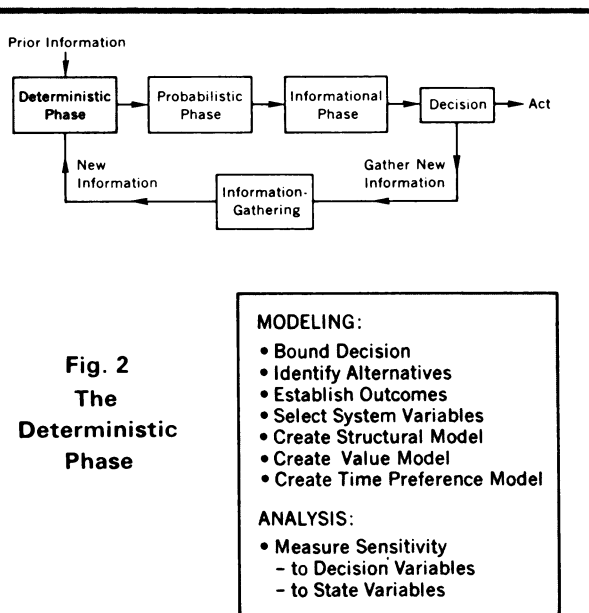 Prior Information
Deterministic
Phase
Probabilistic
Phase
Informational
Phase
Decision
Act
New
Information
Information-
Gathering
Gather New
Information
Fig. 2
The
Deterministic
Phase
MODELING:
• Bound Decision
• Identify Alternatives
• Establish Outcomes
• Select System Variables
• Create Structural Model
• Create Value Model
• Create Time Preference Model
ANALYSIS:
• Measure Sensitivity
- to Decision Variables
- to State Variables